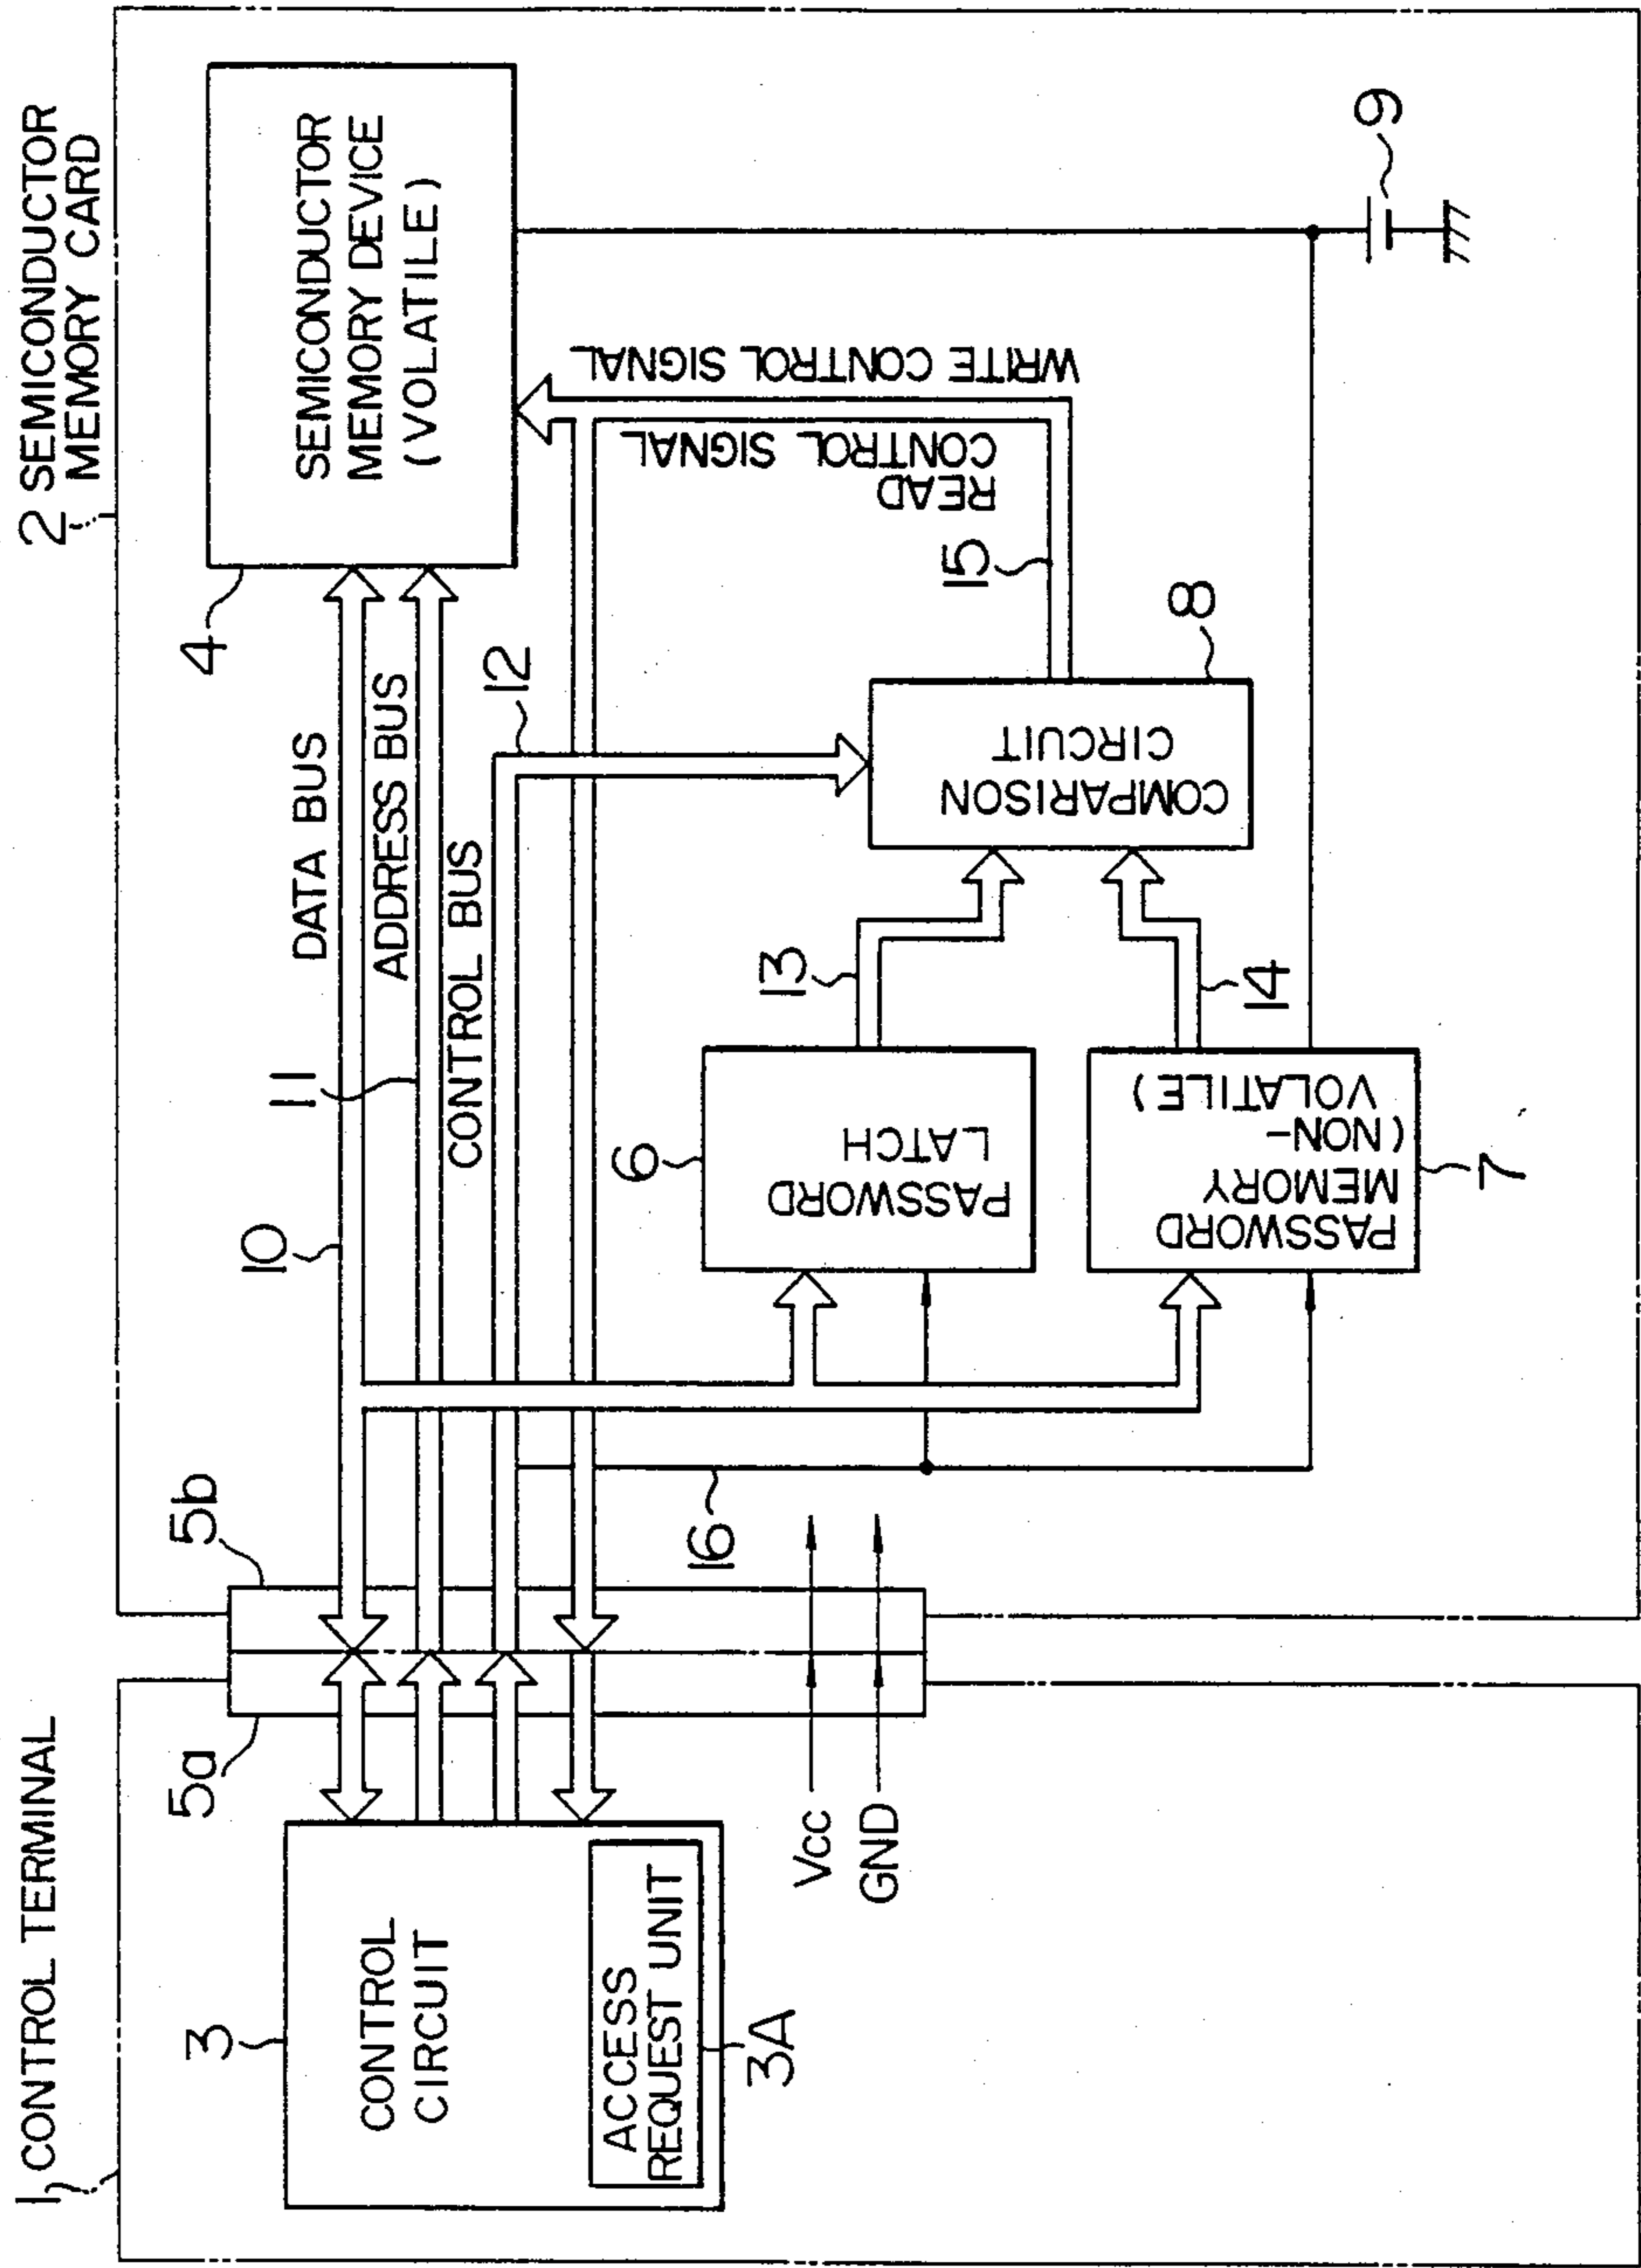 1 CONTROL TERMINAL
2 SEMICONDUCTOR
MEMORY CARD
3
CONTROL
CIRCUIT
ACCESS
REQUEST UNIT
3A
5a
5b
Vcc
GND
10
DATA BUS
11
ADDRESS BUS
CONTROL BUS
12
4
SEMICONDUCTOR
MEMORY DEVICE
(VOLATILE)
16
6
PASSWORD
LATCH
PASSWORD
MEMORY
(NON-
VOLATILE)
7
13
14
COMPARISON
CIRCUIT
8
15
READ
CONTROL SIGNAL
WRITE CONTROL SIGNAL
9